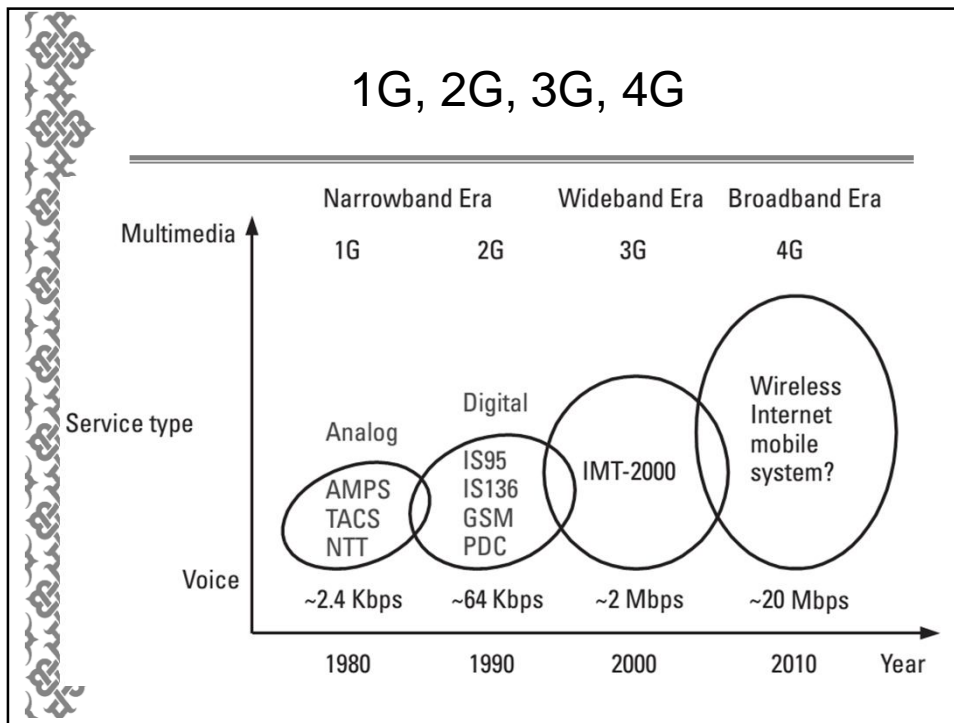 1G, 2G, 3G, 4G
Narrowband Era Wideband Era Broadband Era
Multimedia
1G 2G 3G 4G
Service type
Analog
AMPS
TACS
NTT
Digital
IS95
IS136
GSM
PDC
IMT-2000
Wireless
Internet
mobile
system?
Voice
~2.4 Kbps ~64 Kbps ~2 Mbps ~20 Mbps
1980 1990 2000 2010 Year